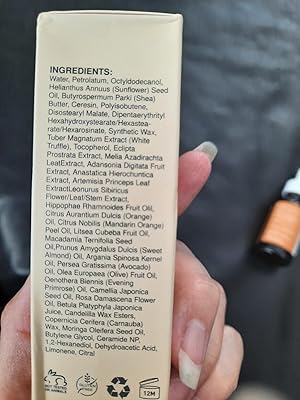 INGREDIENTS:
Water, Petrolatum, Octyldodecanol,
Helianthus Annuus (Sunflower) Seed
Oil, Butyrospermum Parki (Shea)
Butter, Ceresin, Polyisobutene,
Disostearyl Malate, Dipentaerythrityl
Hexahydroxystearate/Hexastea-
rate/Hexarosinate, Synthetic Wax,
Tuber Magnatum Extract (White
Truffle), Tocopherol, Eclipta
Prostrata Extract, Melia Azadirachta
LeafExtract, Adansonia Digitata Fruit
Extract, Anastatica Hierochuntica
Extract, Artemisia Princeps Leaf
ExtractLeonurus Sibiricus
Flower/Leaf/Stem Extract,
Hippophae Rhamnoides Fruit Oil,
Citrus Aurantium Dulcis (Orange)
Oil, Citrus Nobilis (Mandarin Orange)
Peel Oil, Litsea Cubeba Fruit Oil,
Macadamia Ternifolia Seed
Oil,Prunus Amygdalus Dulcis (Sweet
Almond) Oil, Argania Spinosa Kernel
Oil, Persea Gratissima (Avocado)
Oil, Olea Europaea (Olive) Fruit Oil,
Oenothera Biennis (Evening
Primrose) Oil, Camellia Japonica
Seed Oil, Rosa Damascena Flower
Oil, Betula Platyphylla Japonica
Juice, Candelilla Wax Esters,
Copernicia Cerifera (Carnauba)
Wax, Moringa Oleifera Seed Oil,
Butylene Glycol, Ceramide NP,
1,2-Hexanediol, Dehydroacetic Acid,
Limonene, Citral
12M